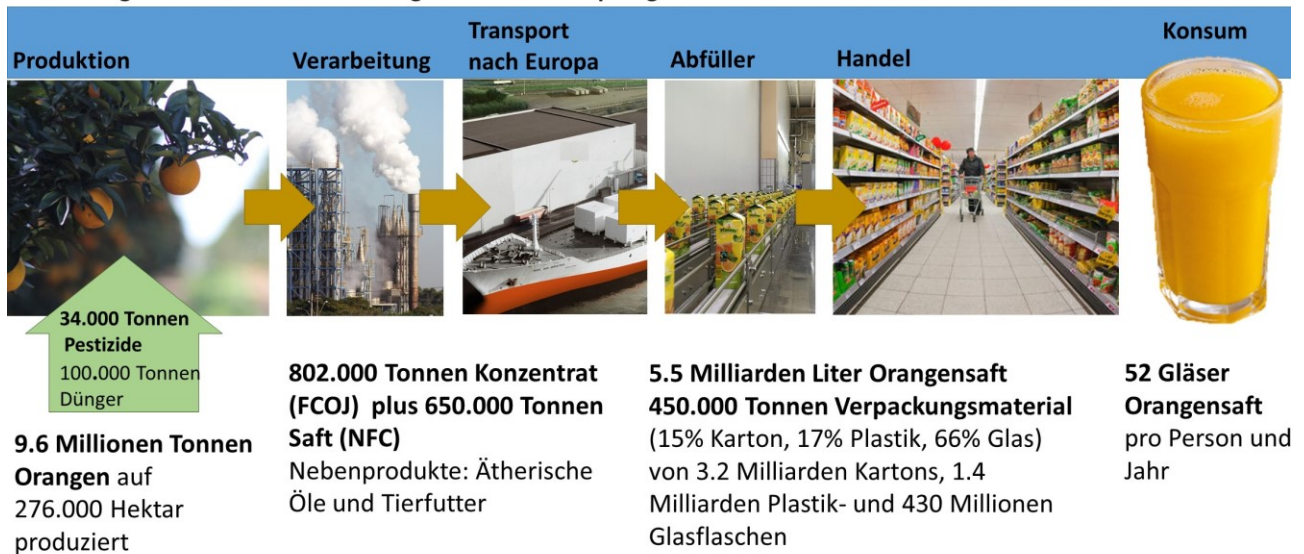 Produktion
Verarbeitung
Transport
nach Europa
Abfüller
Handel
Konsum
34.000 Tonnen
Pestizide
100.000 Tonnen
Dünger
9.6 Millionen Tonnen
Orangen auf
276.000 Hektar
produziert
802.000 Tonnen Konzentrat
(FCOJ) plus 650.000 Tonnen
Saft (NFC)
Nebenprodukte: Ätherische
Öle und Tierfutter
5.5 Milliarden Liter Orangensaft
450.000 Tonnen Verpackungsmaterial
(15% Karton, 17% Plastik, 66% Glas)
von 3.2 Milliarden Kartons, 1.4
Milliarden Plastik- und 430 Millionen
Glasflaschen
52 Gläser
Orangensaft
pro Person und
Jahr